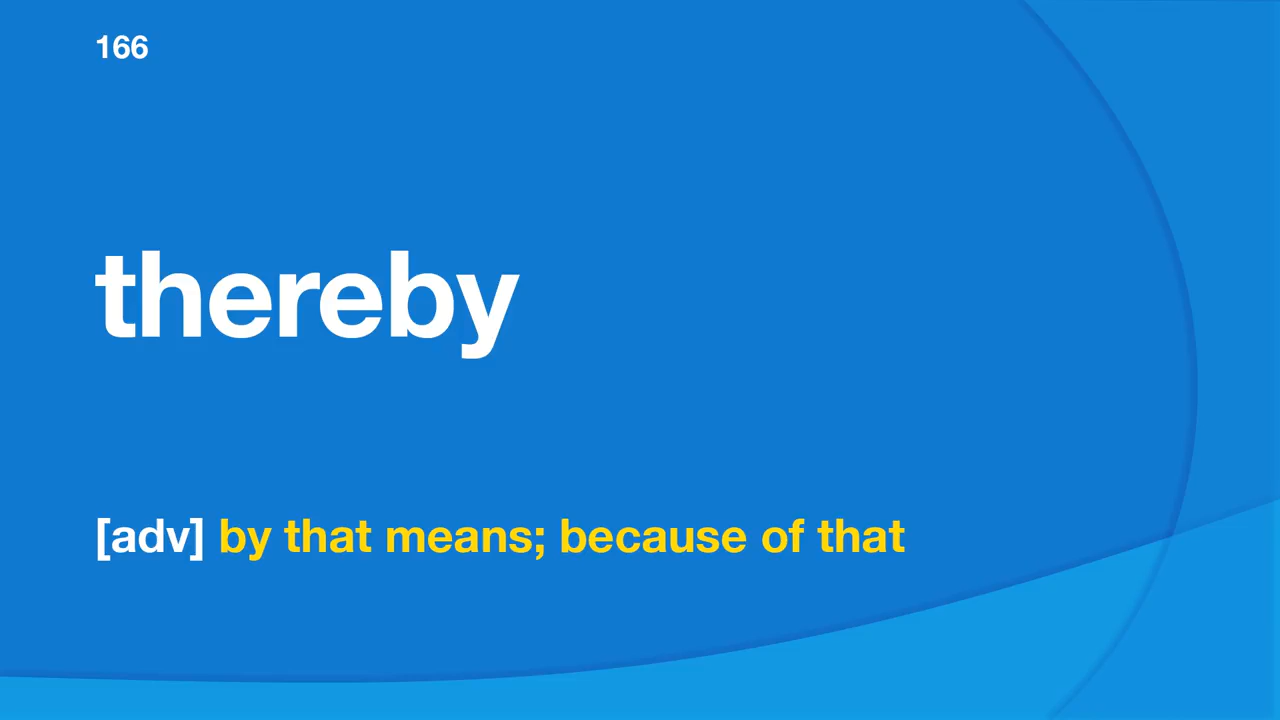 166
thereby
[adv] by that means; because of that